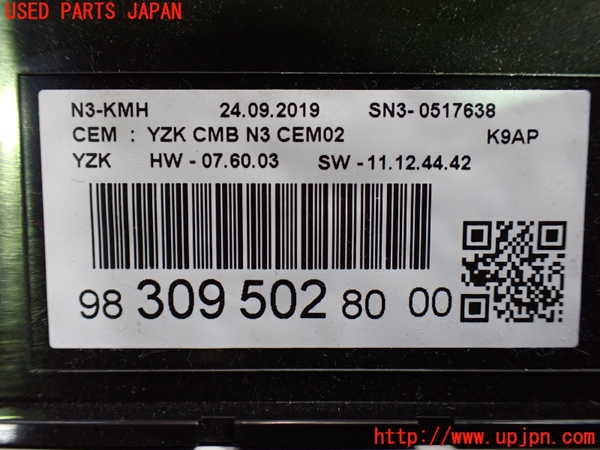 USED PARTS JAPAN
N3-KMH 24.09.2019 SN3-0517638
CEM : YZK CMB N3 CEM02 K9AP
YZK HW - 07.60.03 SW - 11.12.44.42
98 309 502 80 00
http://www.upjpn.com/